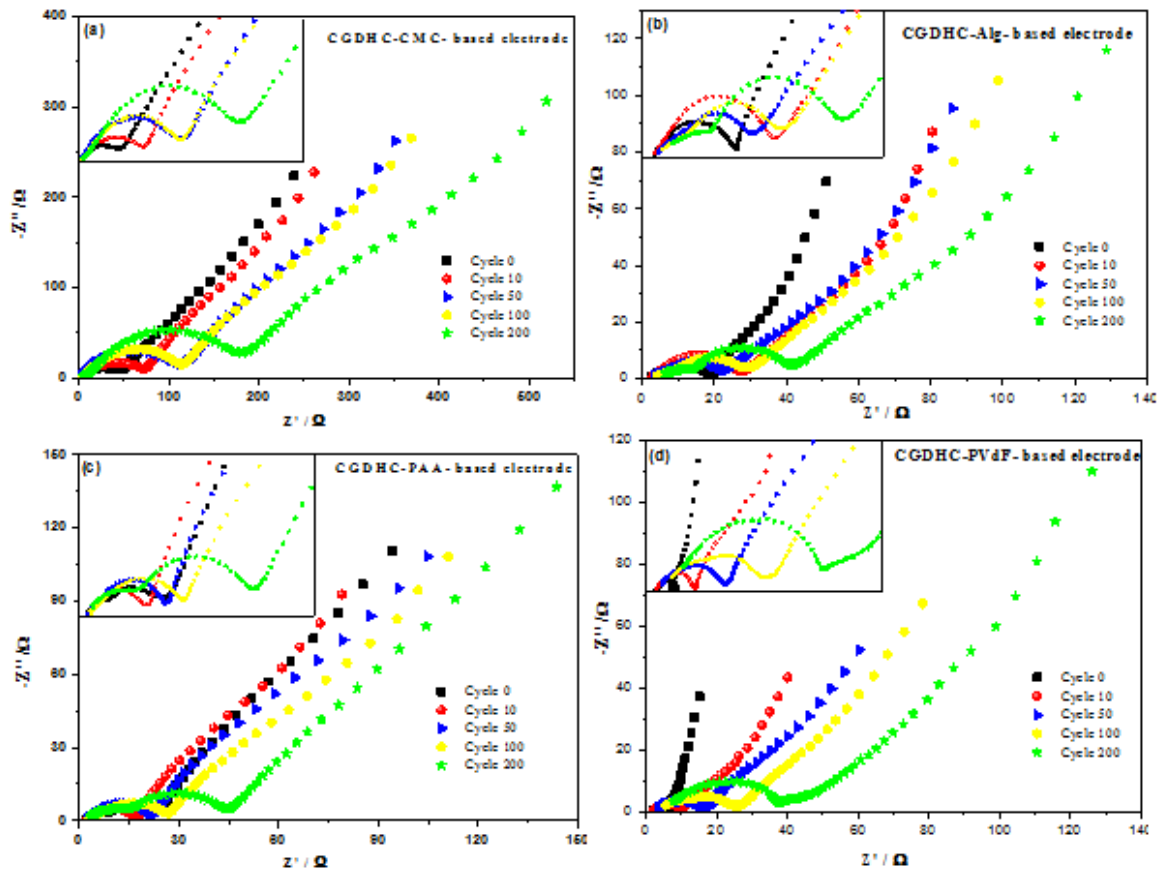 (a)
CGDHC-CMC- based electrode
400
300
200
100
0
-Z''/Ω
Cycle 0
Cycle 10
Cycle 50
Cycle 100
Cycle 200
0 100 200 300 400 500 600
Z' / Ω
(b)
CGDHC-Alg- based electrode
120
100
80
60
40
20
0
-Z''/Ω
Cycle 0
Cycle 10
Cycle 50
Cycle 100
Cycle 200
0 20 40 60 80 100 120 140
Z' / Ω
(c)
CGDHC-PAA- based electrode
150
120
90
60
30
0
-Z''/Ω
Cycle 0
Cycle 10
Cycle 50
Cycle 100
Cycle 200
0 30 60 90 120 150
Z' / Ω
(d)
CGDHC-PVdF- based electrode
120
100
80
60
40
20
0
-Z''/Ω
Cycle 0
Cycle 10
Cycle 50
Cycle 100
Cycle 200
0 20 40 60 80 100 120 140
Z' / Ω